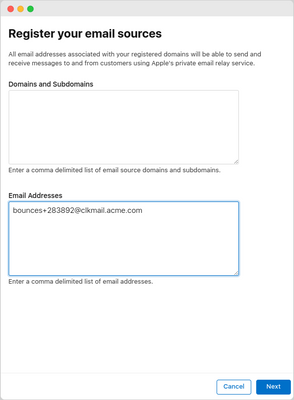 Register your email sources
All email addresses associated with your registered domains will be able to send and
receive messages to and from customers using Apple's private email relay service.
Domains and Subdomains
Enter a comma delimited list of email source domains and subdomains.
Email Addresses
bounces+283892@clkmail.acme.com
Enter a comma delimited list of email addresses.
Cancel
Next